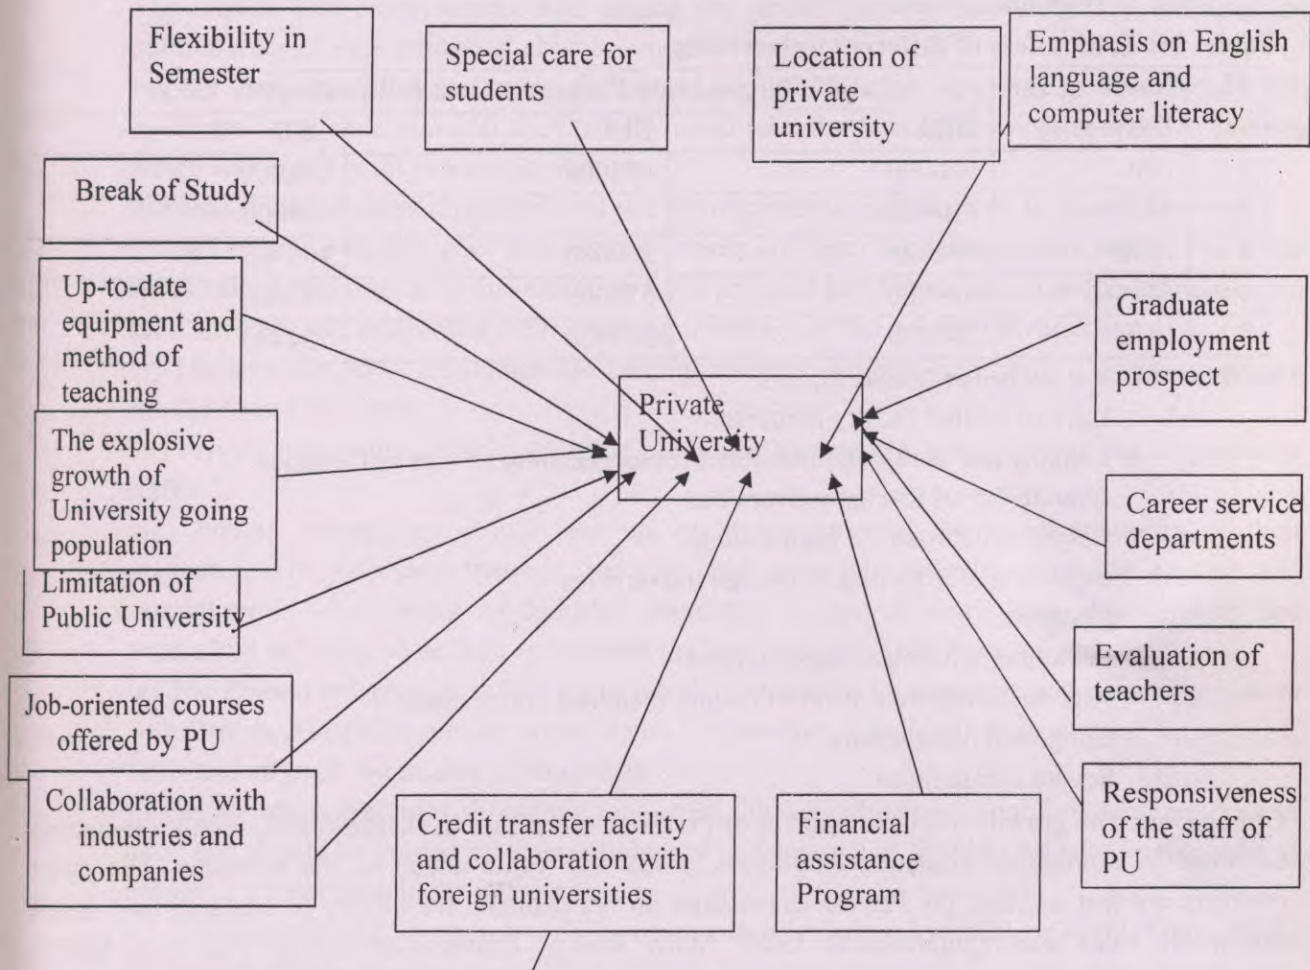 Flexibility in
Semester
Special care for
students
Location of
private
university
Emphasis on English
language and
computer literacy
Break of Study
Up-to-date
equipment and
method of
teaching
Graduate
employment
prospect
Private
University
The explosive
growth of
University going
population
Career service
departments
Limitation of
Public University
Evaluation of
teachers
Job-oriented courses
offered by PU
Collaboration with
industries and
companies
Credit transfer facility
and collaboration with
foreign universities
Financial
assistance
Program
Responsiveness
of the staff of
PU